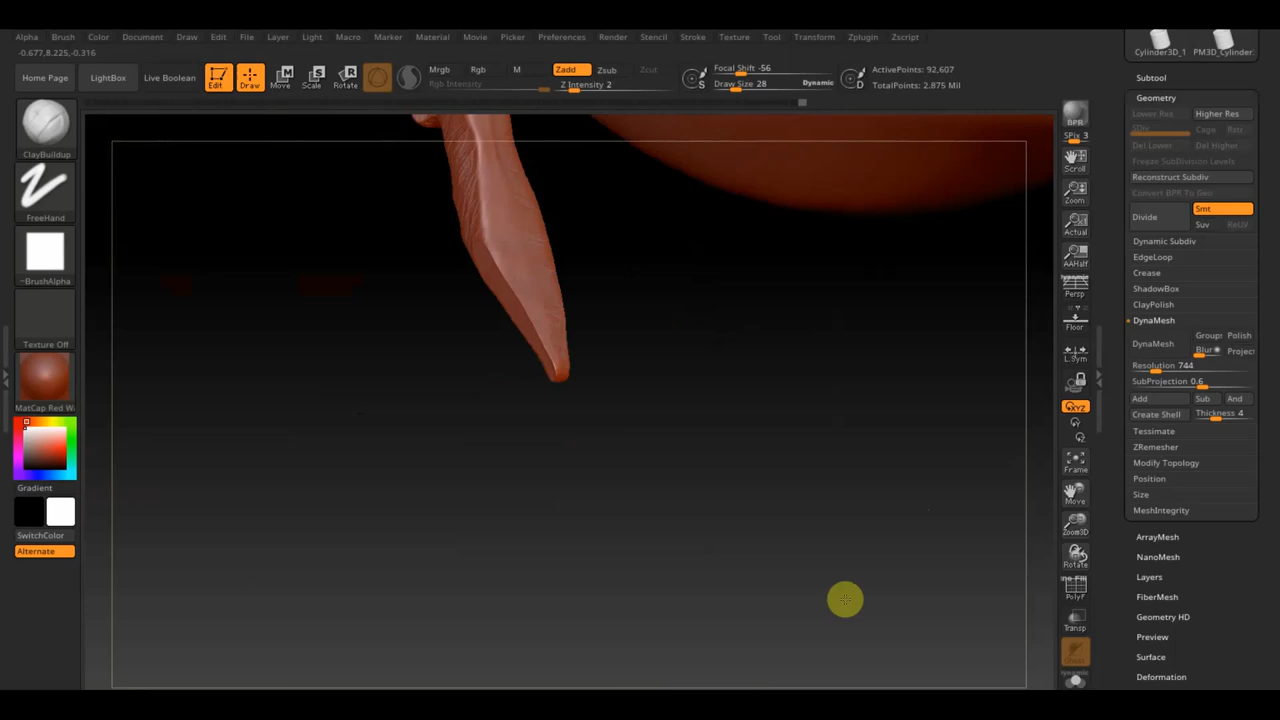 Alpha Brush Color Document Draw Edit File Layer Light Macro Marker Material Movie Picker Preferences Render Stencil Stroke Texture Tool Transform Zplugin Zscript
-0.677,8.225,-0.316
Home Page LightBox Live Boolean Edit Draw Move Scale Rotate
Mrgb Rgb M Zadd Zsub Zcut
Rgb Intensity Z Intensity 2
Focal Shift -56
Draw Size 28 Dynamic
S D
ActivePoints: 92,607
TotalPoints: 2.875 Mil
ClayBuildup
FreeHand
~BrushAlpha
Texture Off
MatCap Red W
Gradient
SwitchColor
Alternate
BPR
SPix 3
Scroll
Zoom
Actual
AAHalf
Persp
Floor
L.Sym
XYZ
Frame
Move
Zoom3D
Rotate
PolyF
Transp
Cylinder3D_1 PM3D_Cylinder
Subtool
Geometry
Lower Res Higher Res
SDiv Cage Rstr
Del Lower Del Higher
Freeze SubDivision Levels
Reconstruct Subdiv
Convert BPR To Geo
Divide Smt
Suv ReUV
Dynamic Subdiv
EdgeLoop
Crease
ShadowBox
ClayPolish
DynaMesh
DynaMesh Groups Polish
Blur Project
Resolution 744
SubProjection 0.6
Add Sub And
Create Shell Thickness 4
Tessimate
ZRemesher
Modify Topology
Position
Size
MeshIntegrity
ArrayMesh
NanoMesh
Layers
FiberMesh
Geometry HD
Preview
Surface
Deformation